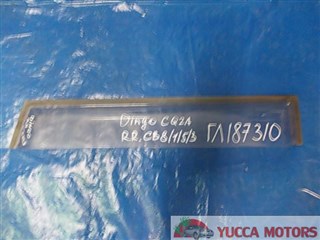 Dingo CQ2A
RR, CB8/1/5/3 ГЛ187310
YUCCA MOTORS